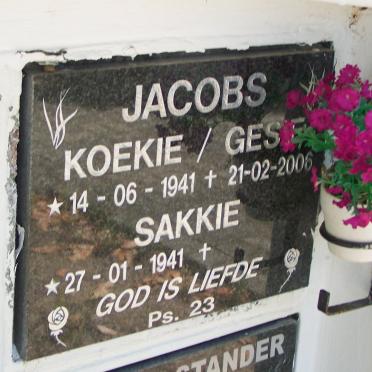 JACOBS
KOEKIE /
★ 14 - 06 - 1941 † 21-02-2006
SAKKIE
★ 27 - 01 - 1941 †
GOD IS LIEFDE
Ps. 23
STANDER